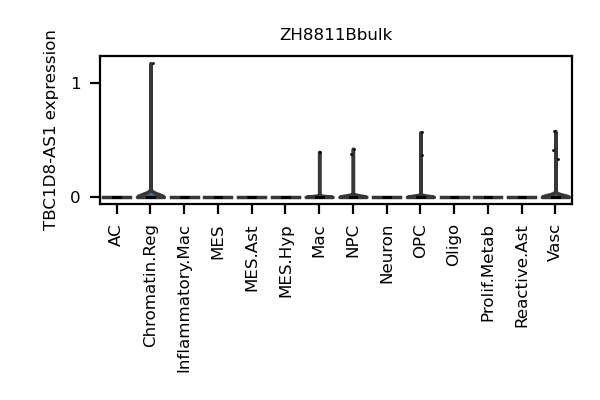 ZH8811Bbulk
TBC1D8-AS1 expression
1
0
AC
Chromatin.Reg
Inflammatory.Mac
MES
MES.Ast
MES.Hyp
Mac
NPC
Neuron
OPC
Oligo
Prolif.Metab
Reactive.Ast
Vasc